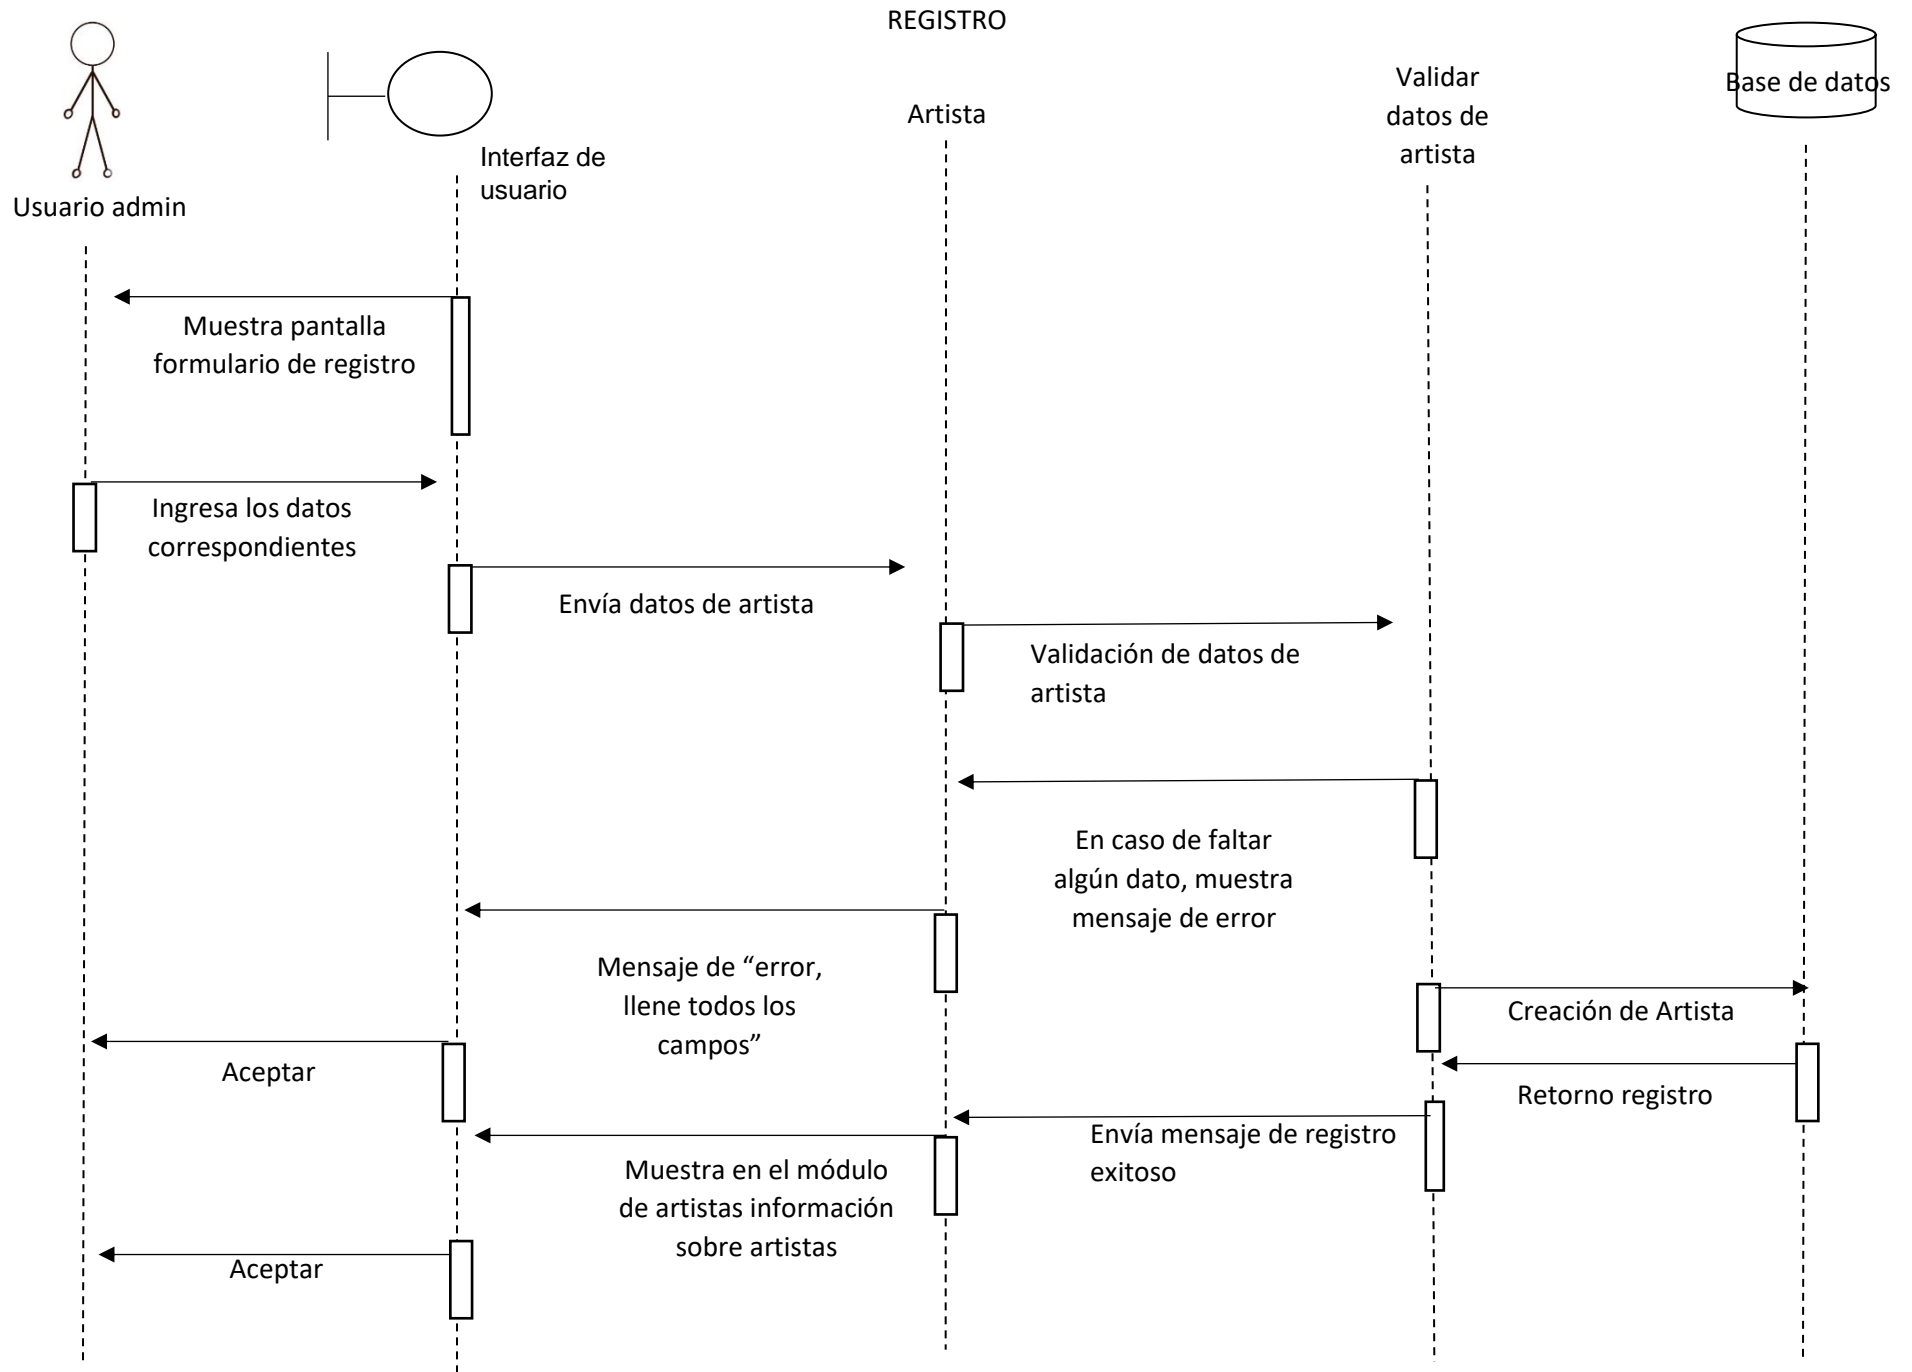 REGISTRO
Usuario admin
Interfaz de
usuario
Artista
Validar
datos de
artista
Base de datos
Muestra pantalla
formulario de registro
Ingresa los datos
correspondientes
Envía datos de artista
Validación de datos de
artista
En caso de faltar
algún dato, muestra
mensaje de error
Mensaje de “error,
llene todos los
campos”
Creación de Artista
Aceptar
Retorno registro
Envía mensaje de registro
exitoso
Muestra en el módulo
de artistas información
sobre artistas
Aceptar